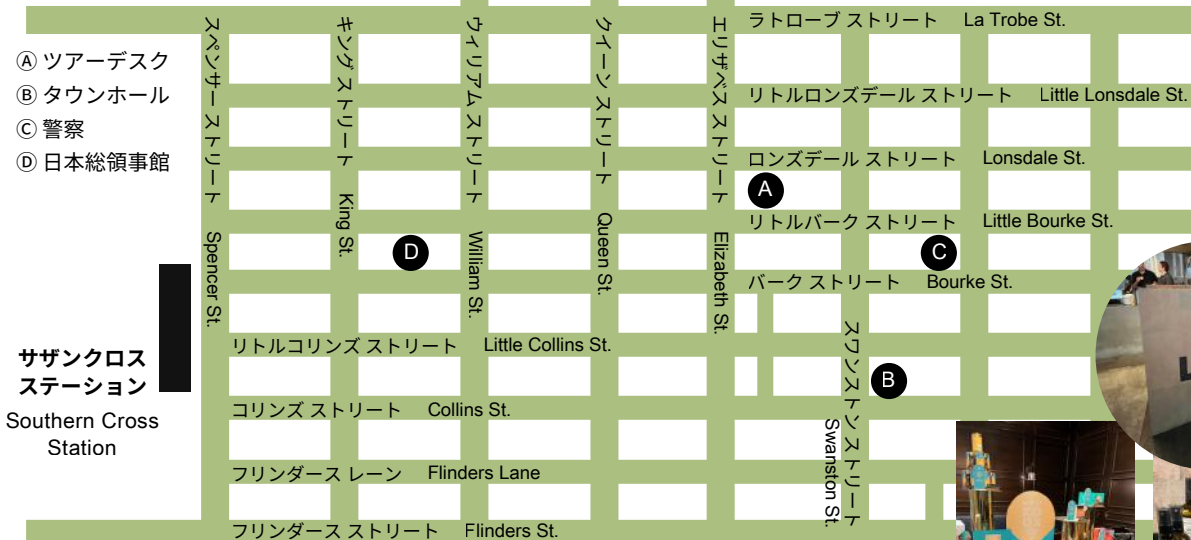 Ⓐ ツアーデスク
Ⓑ タウンホール
Ⓒ 警察
Ⓓ 日本総領事館
サザンクロス
ステーション
Southern Cross
Station
スペンサー ストリート Spencer St.
キング ストリート King St.
ウィリアム ストリート William St.
クイーン ストリート Queen St.
エリザベス ストリート Elizabeth St.
ラトローブ ストリート La Trobe St.
リトルロンズデール ストリート Little Lonsdale St.
ロンズデール ストリート Lonsdale St.
A
リトルバーク ストリート Little Bourke St.
D
C
バーク ストリート Bourke St.
スワンストン ストリート Swanston St.
リトルコリンズ ストリート Little Collins St.
B
コリンズ ストリート Collins St.
フリンダース レーン Flinders Lane
フリンダース ストリート Flinders St.